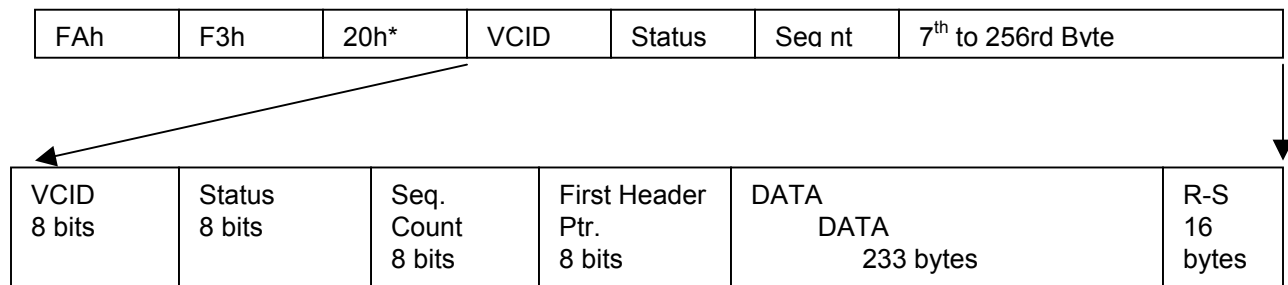 FAh F3h 20h* VCID Status Seq nt 7th to 256rd Byte
VCID Status Seq. First Header DATA R-S
8 bits 8 bits Count Ptr. DATA 16
8 bits 8 bits 233 bytes bytes